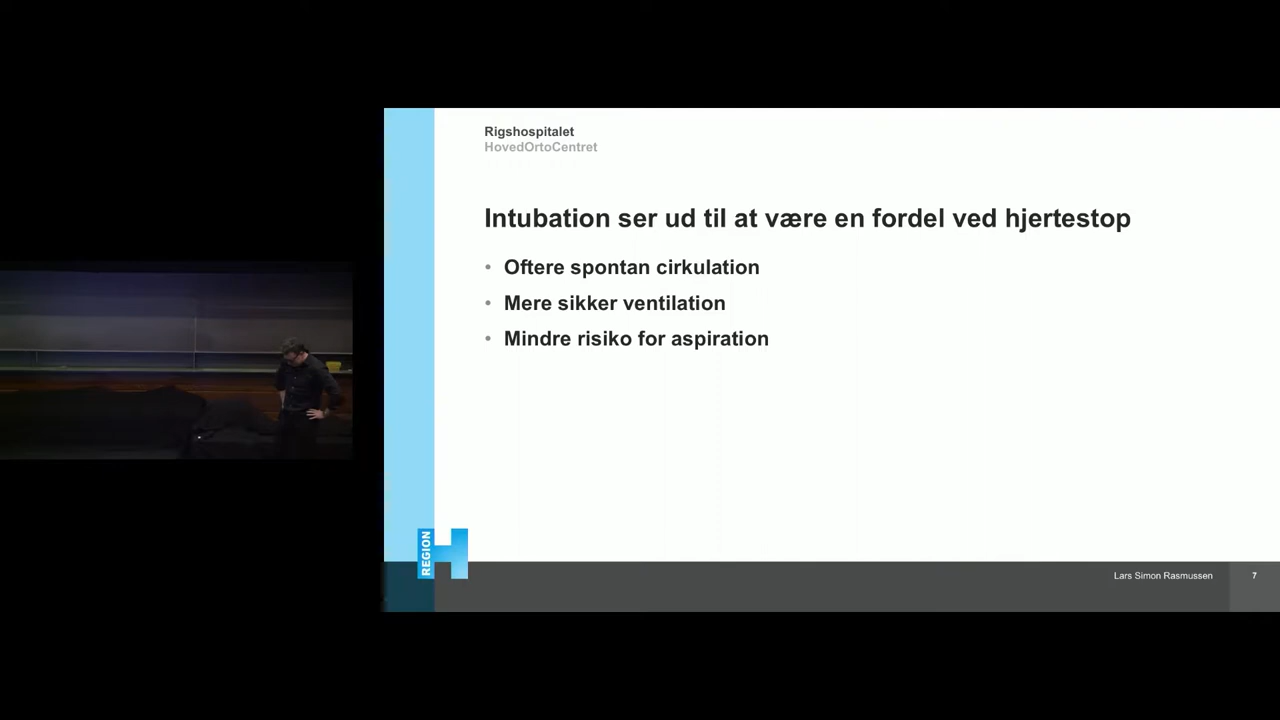 Rigshospitalet
HovedOrtoCentret
Intubation ser ud til at være en fordel ved hjertestop
• Oftere spontan cirkulation
• Mere sikker ventilation
• Mindre risiko for aspiration
REGION H
Lars Simon Rasmussen 7